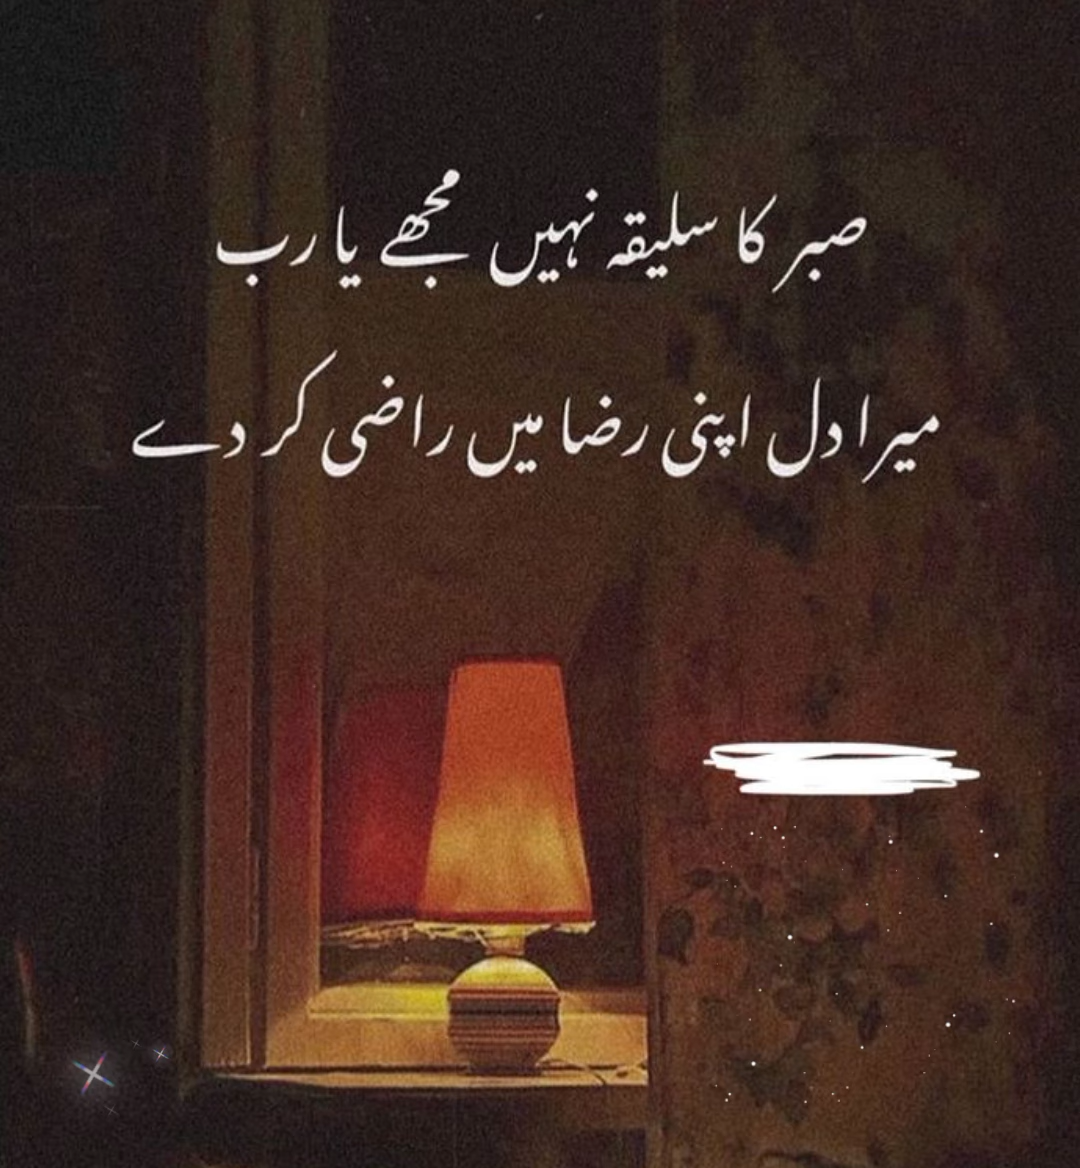 صبر کا سلیقہ نہیں مجھے یا رب
میرا دل اپنی رضا میں راضی کر دے